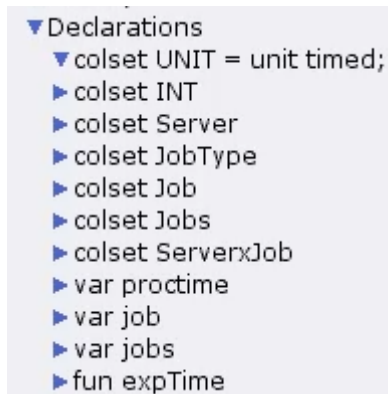 Declarations
colset UNIT = unit timed;
colset INT
colset Server
colset JobType
colset Job
colset Jobs
colset ServerxJob
var proctime
var job
var jobs
fun expTime